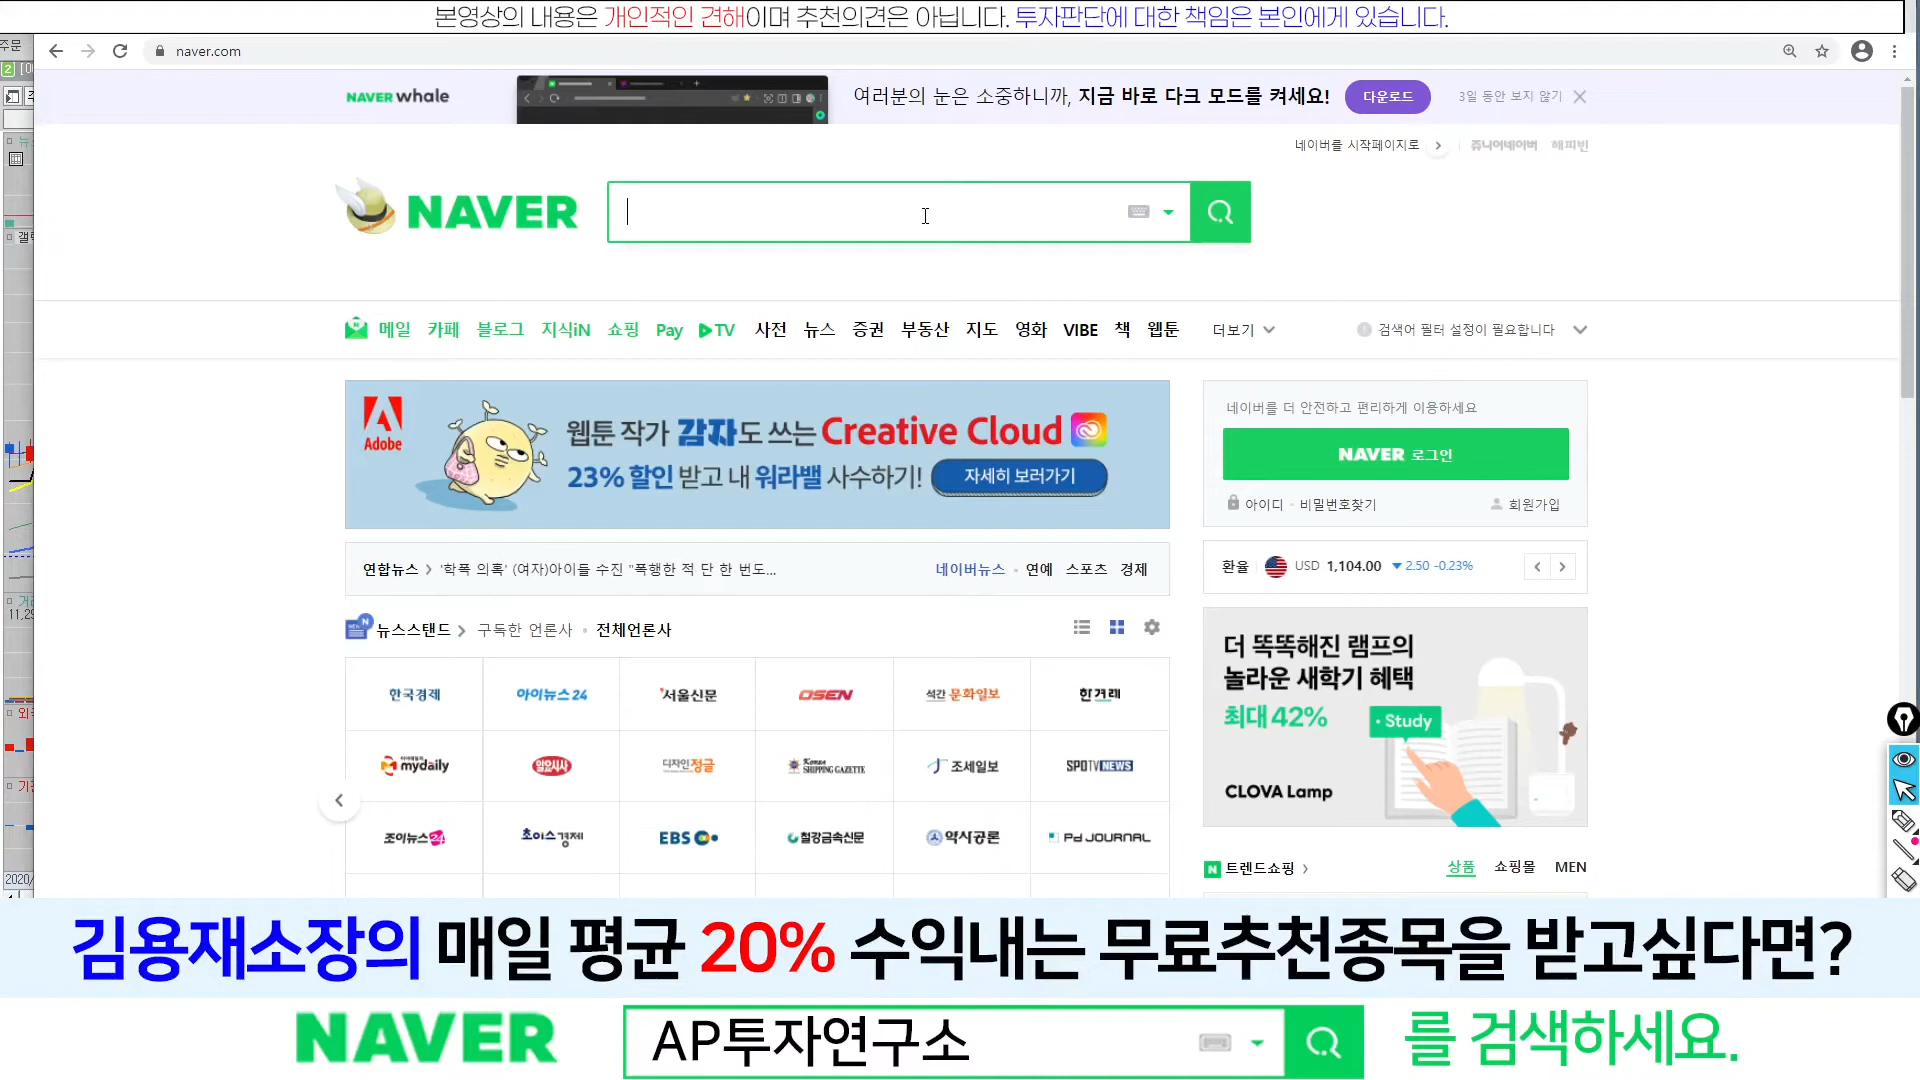 본영상의 내용은 개인적인 견해이며 추천의견은 아닙니다. 투자판단에 대한 책임은 본인에게 있습니다.
주문
naver.com
NAVER whale
여러분의 눈은 소중하니까, 지금 바로 다크 모드를 켜세요!
다운로드
3일 동안 보지 않기
네이버를 시작페이지로
쥬니어네이버 해피빈
NAVER
메일 카페 블로그 지식iN 쇼핑 Pay TV 사전 뉴스 증권 부동산 지도 영화 VIBE 책 웹툰 더보기
검색어 필터 설정이 필요합니다
Adobe
웹툰 작가 감자도 쓰는 Creative Cloud
23% 할인 받고 내 워라밸 사수하기! 자세히 보러가기
네이버를 더 안전하고 편리하게 이용하세요
NAVER 로그인
아이디 · 비밀번호찾기 회원가입
연합뉴스 '학폭 의혹' (여자)아이들 수진 "폭행한 적 단 한 번도...
네이버뉴스 · 연예 스포츠 경제
환율 USD 1,104.00 ▼2.50 -0.23%
뉴스스탠드 구독한 언론사 · 전체언론사
한국경제 아이뉴스24 서울신문 OSEN 석간 문화일보 한겨레
mydaily 일요시사 디자인정글 Korea SHIPPING GAZETTE 조세일보 SPOTV NEWS
조이뉴스24 초이스경제 EBS 철강금속신문 약사공론 Pd JOURNAL
더 똑똑해진 램프의
놀라운 새학기 혜택
최대 42%
· Study
CLOVA Lamp
N 트렌드쇼핑 상품 쇼핑몰 MEN
2020/
김용재소장의 매일 평균 20% 수익내는 무료추천종목을 받고싶다면?
NAVER AP투자연구소 를 검색하세요.